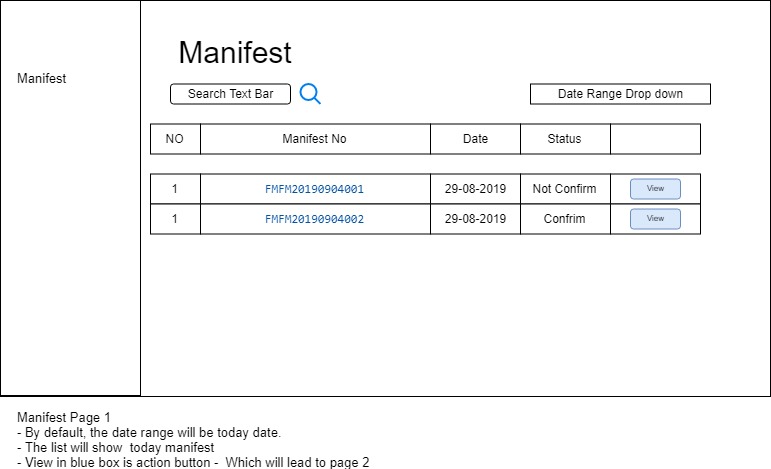 Manifest
Manifest
Search Text Bar
Date Range Drop down
NO Manifest No Date Status
1 FMFM20190904001 29-08-2019 Not Confirm View
1 FMFM20190904002 29-08-2019 Confrim View
Manifest Page 1
- By default, the date range will be today date.
- The list will show  today manifest
- View in blue box is action button -  Which will lead to page 2